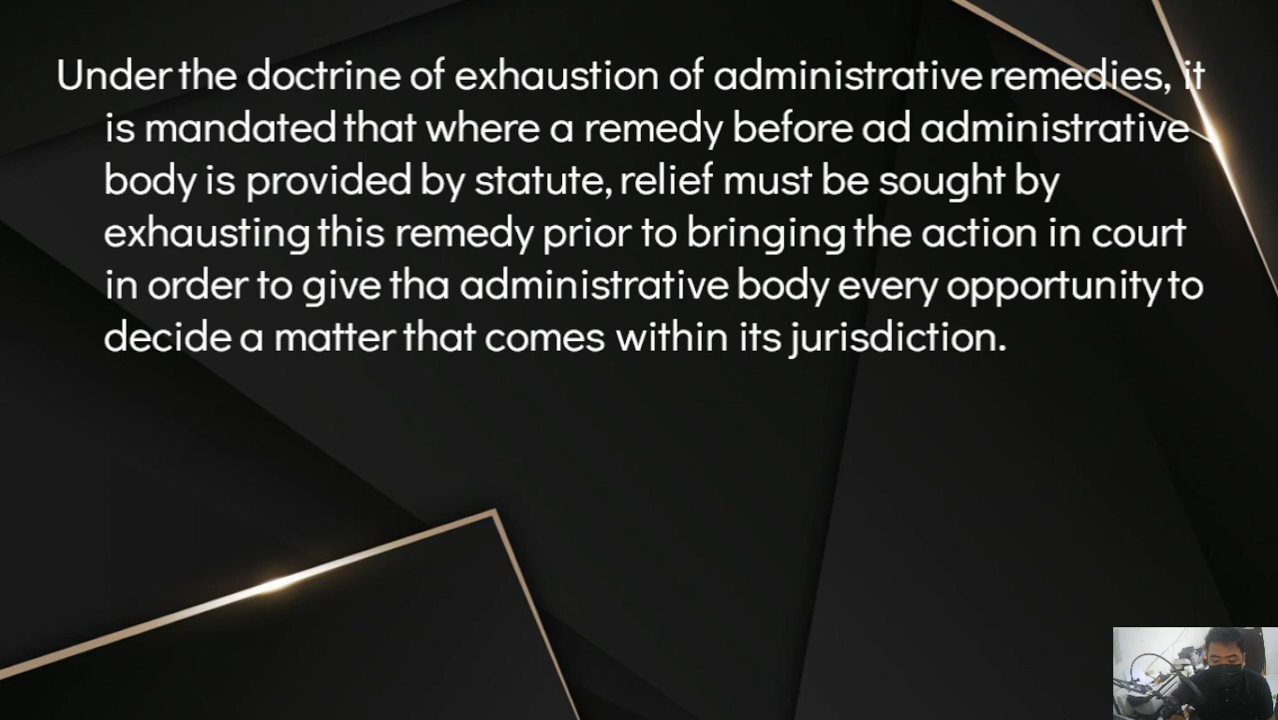 Under the doctrine of exhaustion of administrative remedies, it
is mandated that where a remedy before ad administrative
body is provided by statute, relief must be sought by
exhausting this remedy prior to bringing the action in court
in order to give tha administrative body every opportunity to
decide a matter that comes within its jurisdiction.